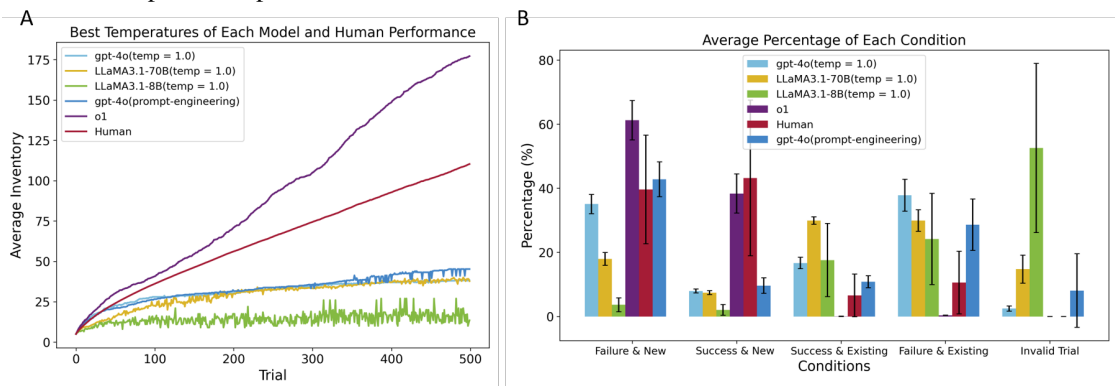 A
Best Temperatures of Each Model and Human Performance
gpt-4o(temp = 1.0)
LLaMA3.1-70B(temp = 1.0)
LLaMA3.1-8B(temp = 1.0)
gpt-4o(prompt-engineering)
o1
Human
Average Inventory
175
150
125
100
75
50
25
0
0
100
200
300
400
500
Trial
B
Average Percentage of Each Condition
gpt-4o(temp = 1.0)
LLaMA3.1-70B(temp = 1.0)
LLaMA3.1-8B(temp = 1.0)
o1
Human
gpt-4o(prompt-engineering)
Percentage (%)
80
60
40
20
0
Failure & New
Success & New
Success & Existing
Failure & Existing
Invalid Trial
Conditions